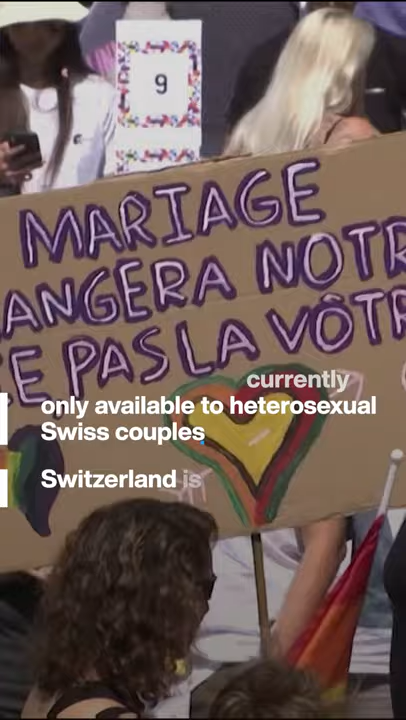 9
MARIAGE
ANGERA NOTR
E PAS LA VÔTR
currently
only available to heterosexual
Swiss couples
Switzerland is